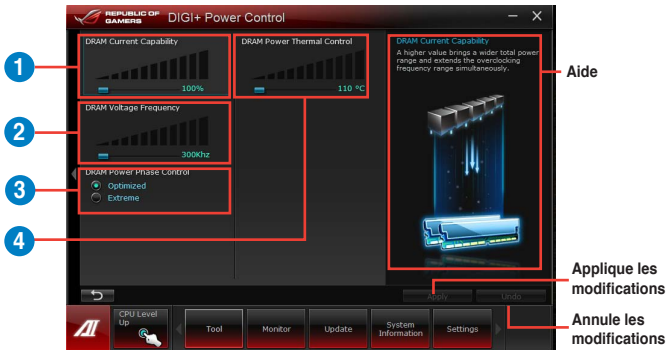 REPUBLIC OF GAMERS
DIGI+ Power Control
DRAM Current Capability
100%
DRAM Power Thermal Control
110 ºC
DRAM Current Capability
A higher value brings a wider total power
range and extends the overclocking
frequency range simultaneously.
Aide
1
DRAM Voltage Frequency
300Khz
2
DRAM Power Phase Control
Optimized
Extreme
3
4
Apply
Undo
Applique les
modifications
Annule les
modifications
CPU Level
Up
Tool
Monitor
Update
System
Information
Settings